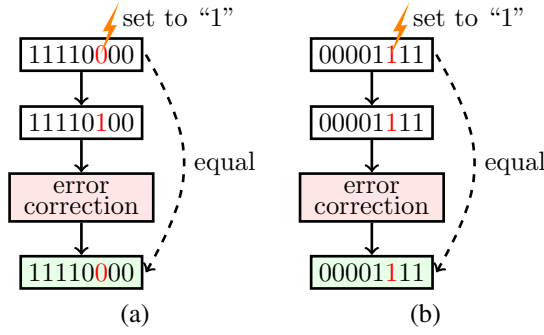 set to “1”
11110000
11110100
equal
error
correction
11110000
(a)
set to “1”
00001111
00001111
equal
error
correction
00001111
(b)